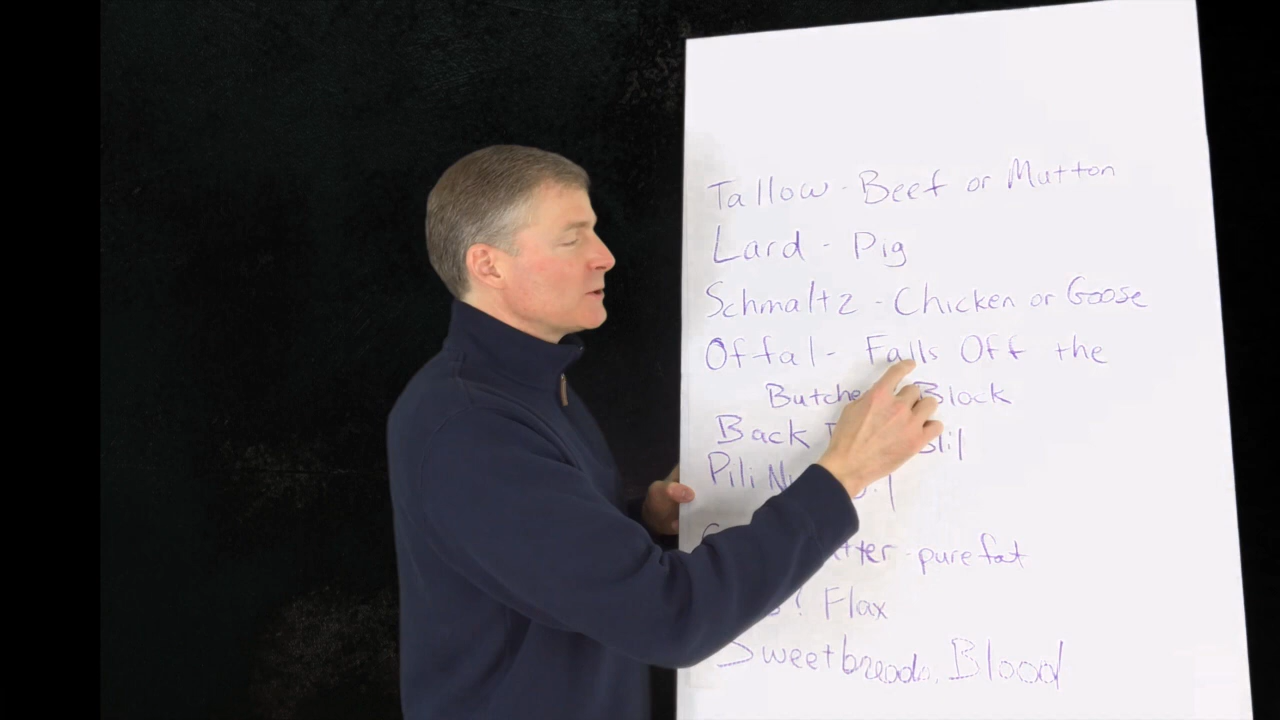 Tallow - Beef or Mutton
Lard - Pig
Schmaltz - Chicken or Goose
Offal - Falls Off the
Block
Back
Pili
- pure fat
? Flax
Sweetbreads, Blood